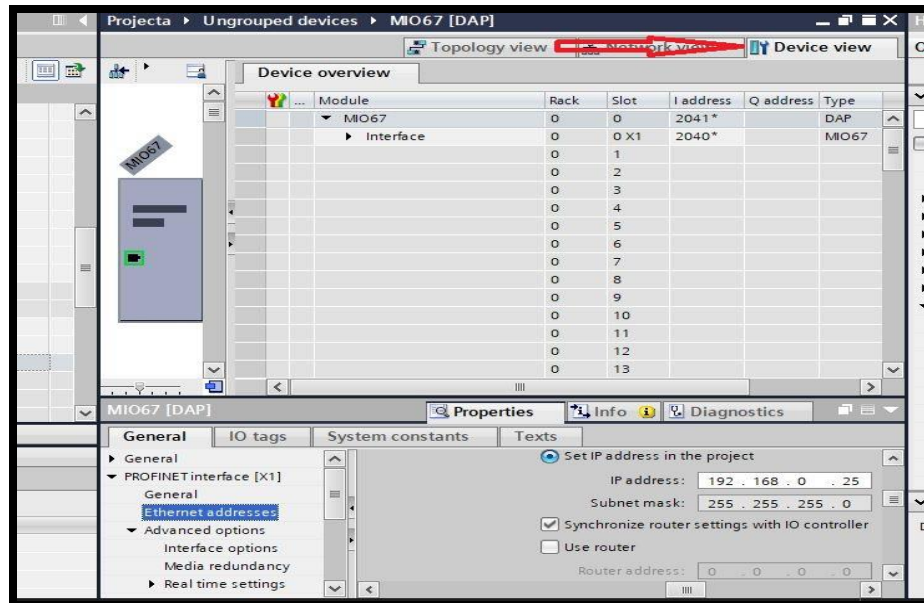 Projecta ▸ Ungrouped devices ▸ MIO67 [DAP]
Topology view Network view Device view
Device overview
... Module Rack Slot I address Q address Type
MIO67 0 0 2041* DAP
Interface 0 0 X1 2040* MIO67
0 1
0 2
0 3
0 4
0 5
0 6
0 7
0 8
0 9
0 10
0 11
0 12
0 13
MIO67
MIO67 [DAP]
Properties Info Diagnostics
General IO tags System constants Texts
General
PROFINET interface [X1]
General
Ethernet addresses
Advanced options
Interface options
Media redundancy
Real time settings
Set IP address in the project
IP address: 192 . 168 . 0 . 25
Subnet mask: 255 . 255 . 255 . 0
Synchronize router settings with IO controller
Use router
Router address: 0 . 0 . 0 . 0